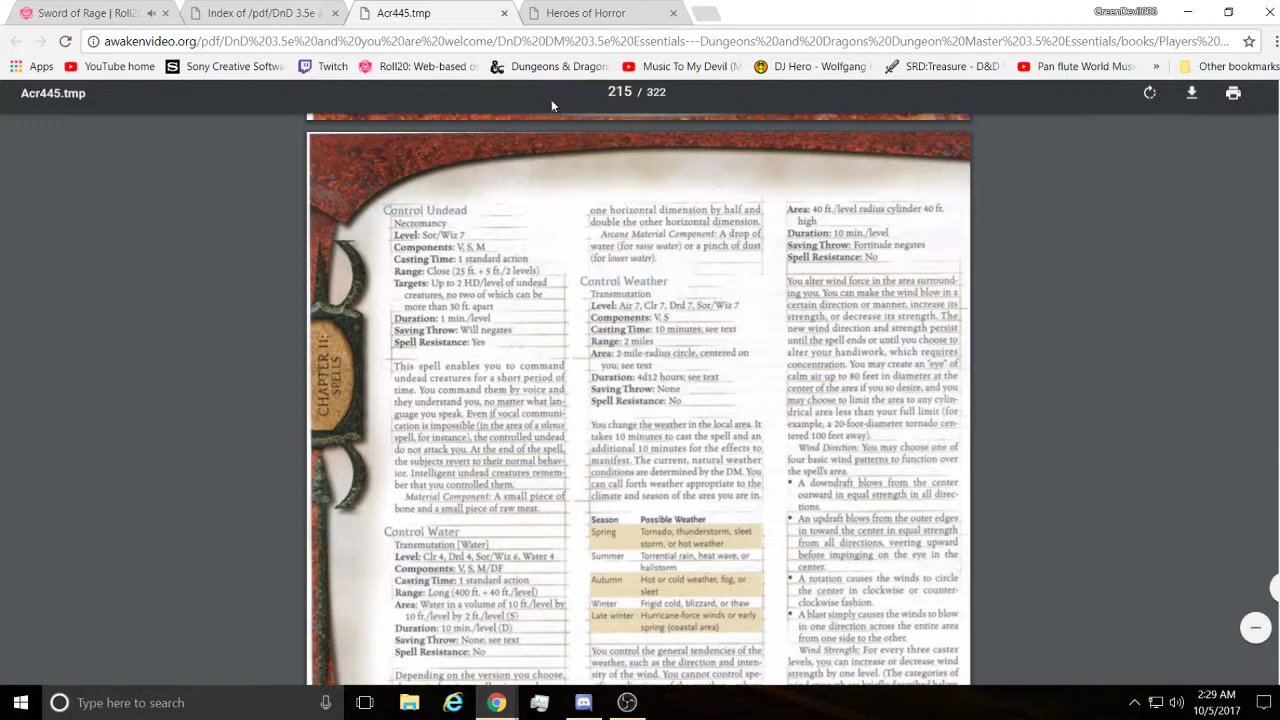 Sword of Rage | Roll2
Index of /pdf/DnD 3.5e a
Acr445.tmp
Heroes of Horror
GreenDevil686
awakenvideo.org/pdf/DnD%203.5e%20and%20you%20are%20welcome/DnD%20DM%203.5e%20Essentials---Dungeons%20and%20Dragons%20Dungeon%20Master%203.5%20Essentials/books/Players%2...
Apps
YouTube home
Sony Creative Softw
Twitch
Roll20: Web-based or
Dungeons & Dragon
Music To My Devil (M
DJ Hero - Wolfgang
SRD:Treasure - D&D
Pan flute World Mus
»
Other bookmarks
Acr445.tmp
215 / 322
CHAPTER 11:
SPELLS
Control Undead
Necromancy
Level: Sor/Wiz 7
Components: V, S, M
Casting Time: 1 standard action
Range: Close (25 ft. + 5 ft./2 levels)
Targets: Up to 2 HD/level of undead
creatures, no two of which can be
more than 30 ft. apart
Duration: 1 min./level
Saving Throw: Will negates
Spell Resistance: Yes
This spell enables you to command
undead creatures for a short period of
time. You command them by voice and
they understand you, no matter what lan-
guage you speak. Even if vocal communi-
cation is impossible (in the area of a silence
spell, for instance), the controlled undead
do not attack you. At the end of the spell,
the subjects revert to their normal behav-
ior. Intelligent undead creatures remem-
ber that you controlled them.
Material Component: A small piece of
bone and a small piece of raw meat.
Control Water
Transmutation [Water]
Level: Clr 4, Drd 4, Sor/Wiz 6, Water 4
Components: V, S, M/DF
Casting Time: 1 standard action
Range: Long (400 ft. + 40 ft./level)
Area: Water in a volume of 10 ft./level by
10 ft./level by 2 ft./level (S)
Duration: 10 min./level (D)
Saving Throw: None, see text
Spell Resistance: No
Depending on the version you choose,
one horizontal dimension by half and
double the other horizontal dimension.
Arcane Material Component: A drop of
water (for raise water) or a pinch of dust
(for lower water).
Control Weather
Transmutation
Level: Air 7, Clr 7, Drd 7, Sor/Wiz 7
Components: V, S
Casting Time: 10 minutes; see text
Range: 2 miles
Area: 2-mile-radius circle, centered on
you; see text
Duration: 4d12 hours; see text
Saving Throw: None
Spell Resistance: No
You change the weather in the local area. It
takes 10 minutes to cast the spell and an
additional 10 minutes for the effects to
manifest. The current, natural weather
conditions are determined by the DM. You
can call forth weather appropriate to the
climate and season of the area you are in.
Season Possible Weather
Spring Tornado, thunderstorm, sleet
storm, or hot weather
Summer Torrential rain, heat wave, or
hailstorm
Autumn Hot or cold weather, fog, or
sleet
Winter Frigid cold, blizzard, or thaw
Late winter Hurricane-force winds or early
spring (coastal area)
You control the general tendencies of the
weather, such as the direction and inten-
sity of the wind. You cannot control spe-
Area: 40 ft./level radius cylinder 40 ft.
high
Duration: 10 min./level
Saving Throw: Fortitude negates
Spell Resistance: No
You alter wind force in the area surround-
ing you. You can make the wind blow in a
certain direction or manner, increase its
strength, or decrease its strength. The
new wind direction and strength persist
until the spell ends or until you choose to
alter your handiwork, which requires
concentration. You may create an "eye" of
calm air up to 80 feet in diameter at the
center of the area if you so desire, and you
may choose to limit the area to any cylin-
drical area less than your full limit (for
example, a 20-foot-diameter tornado cen-
tered 100 feet away).
Wind Direction: You may choose one of
four basic wind patterns to function over
the spell's area.
• A downdraft blows from the center
outward in equal strength in all direc-
tions.
• An updraft blows from the outer edges
in toward the center in equal strength
from all directions, veering upward
before impinging on the eye in the
center.
• A rotation causes the winds to circle
the center in clockwise or counter-
clockwise fashion.
• A blast simply causes the winds to blow
in one direction across the entire area
from one side to the other.
Wind Strength: For every three caster
levels, you can increase or decrease wind
strength by one level. (The categories of
Type here to search
2:29 AM
10/5/2017